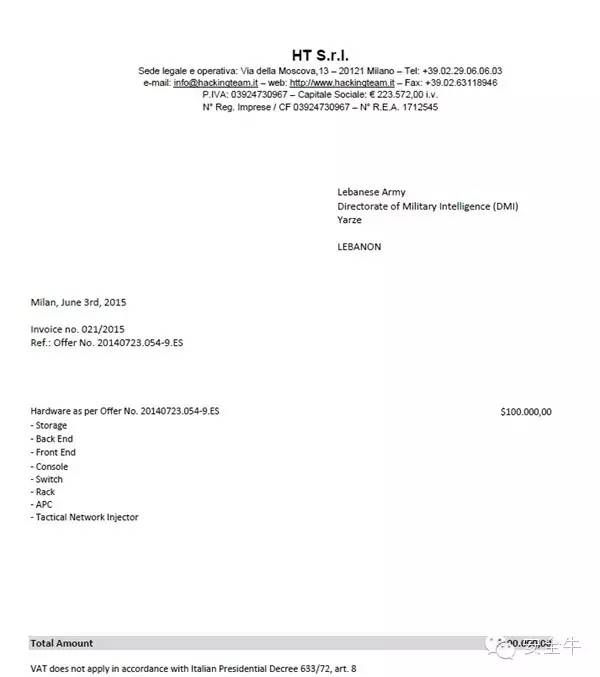 HT S.r.l.
Sede legale e operativa: Via della Moscova,13 – 20121 Milano – Tel: +39.02.29.06.06.03
e-mail: info@hackingteam.it – web: http://www.hackingteam.it – Fax: +39.02.63118946
P.IVA: 03924730967 – Capitale Sociale: € 223.572,00 i.v.
N° Reg. Imprese / CF 03924730967 – N° R.E.A. 1712545
Lebanese Army
Directorate of Military Intelligence (DMI)
Yarze
LEBANON
Milan, June 3rd, 2015
Invoice no. 021/2015
Ref.: Offer No. 20140723.054-9.ES
Hardware as per Offer No. 20140723.054-9.ES $100.000,00
- Storage
- Back End
- Front End
- Console
- Switch
- Rack
- APC
- Tactical Network Injector
Total Amount
安全牛
VAT does not apply in accordance with Italian Presidential Decree 633/72, art. 8